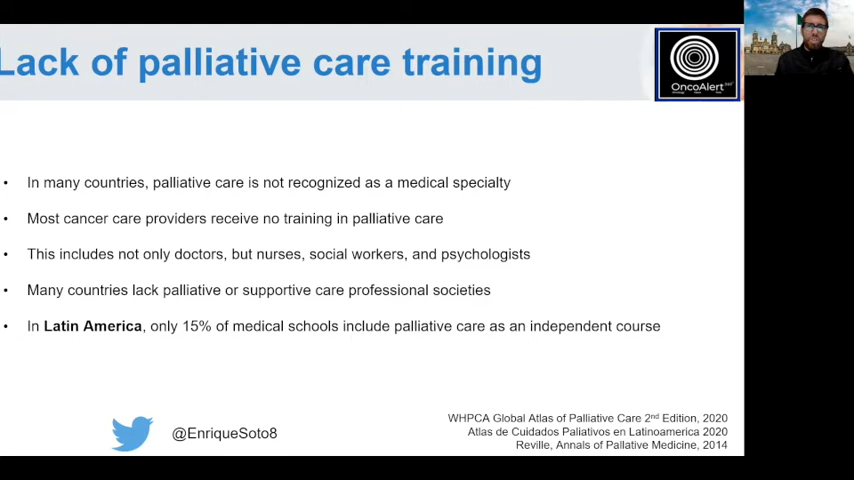 Lack of palliative care training
OncoAlert
• In many countries, palliative care is not recognized as a medical specialty
• Most cancer care providers receive no training in palliative care
• This includes not only doctors, but nurses, social workers, and psychologists
• Many countries lack palliative or supportive care professional societies
• In Latin America, only 15% of medical schools include palliative care as an independent course
@EnriqueSoto8
WHPCA Global Atlas of Palliative Care 2nd Edition, 2020
Atlas de Cuidados Paliativos en Latinoamerica 2020
Reville, Annals of Pallative Medicine, 2014